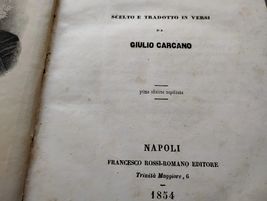 SCELTO E TRADOTTO IN VERSI
DA
GIULIO CARCANO
prima edizione napolitana
NAPOLI
FRANCESCO ROSSI-ROMANO EDITORE
Trinità Maggiore, 6
1854